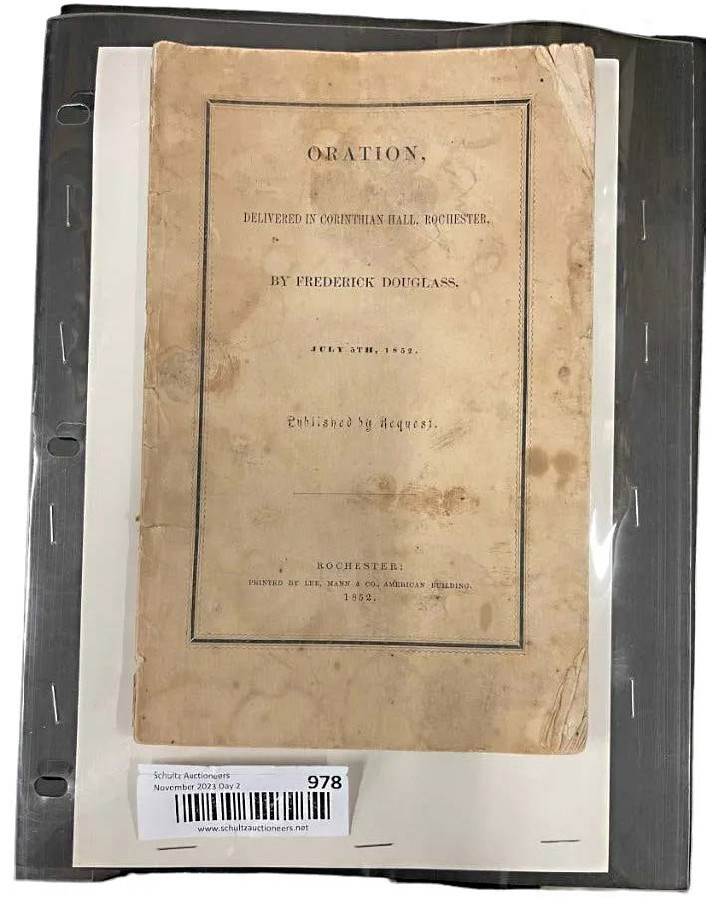 ORATION,
DELIVERED IN CORINTHIAN HALL, ROCHESTER,
BY FREDERICK DOUGLASS,
JULY 5TH, 1852.
Published by Request.
ROCHESTER:
PRINTED BY LEE, MANN & CO., AMERICAN BUILDING.
1852.
Schultz Auctioneers
978
November 2023 Day 2
www.schultzauctioneers.net